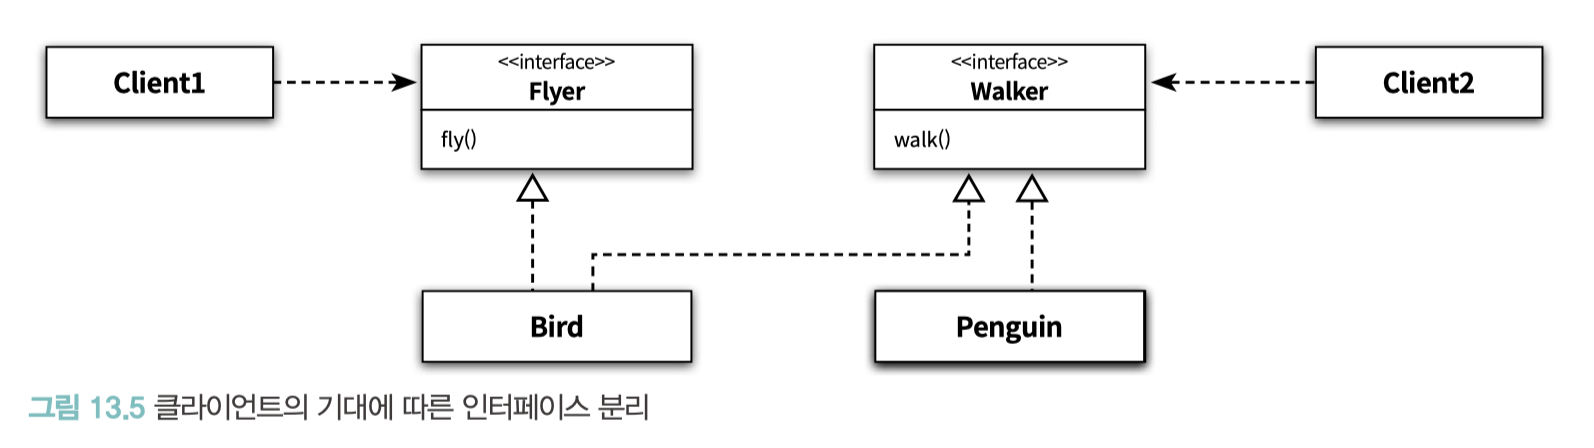 Client1
<<interface>>
Flyer
fly()
<<interface>>
Walker
walk()
Client2
Bird
Penguin
그림 13.5 클라이언트의 기대에 따른 인터페이스 분리